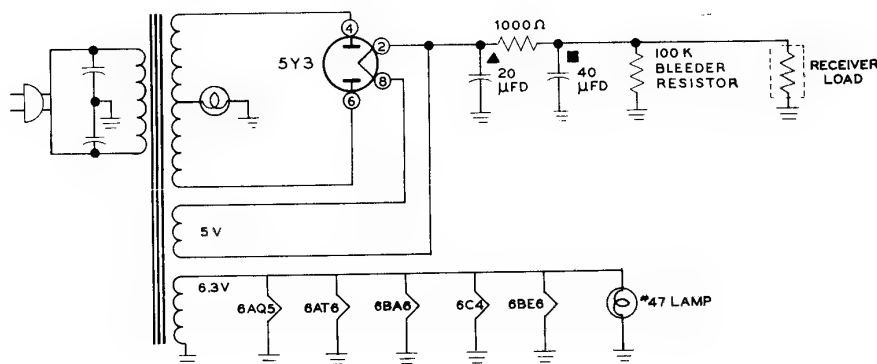 5Y3
4
2
8
6
1000Ω
20
μFD
40
μFD
100 K
BLEEDER
RESISTOR
RECEIVER
LOAD
5 V
6.3V
6AQ5
6AT6
6BA6
6C4
6BE6
#47 LAMP